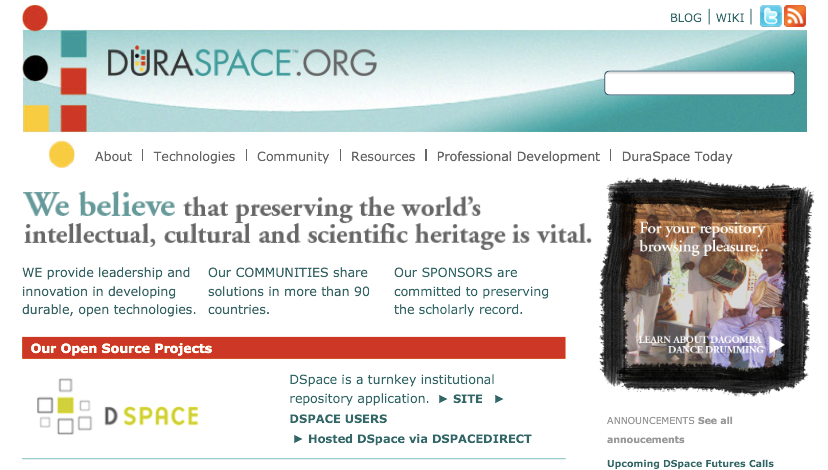 BLOG | WIKI |
DURASPACE™.ORG
About | Technologies | Community | Resources | Professional Development | DuraSpace Today
We believe that preserving the world's
intellectual, cultural and scientific heritage is vital.
WE provide leadership and
innovation in developing
durable, open technologies.
Our COMMUNITIES share
solutions in more than 90
countries.
Our SPONSORS are
committed to preserving
the scholarly record.
For your repository
browsing pleasure...
LEARN ABOUT DAGOMBA
DANCE DRUMMING
Our Open Source Projects
DSPACE
DSpace is a turnkey institutional
repository application. ► SITE ►
DSPACE USERS
► Hosted DSpace via DSPACEDIRECT
ANNOUNCEMENTS See all
annoucements
Upcoming DSpace Futures Calls